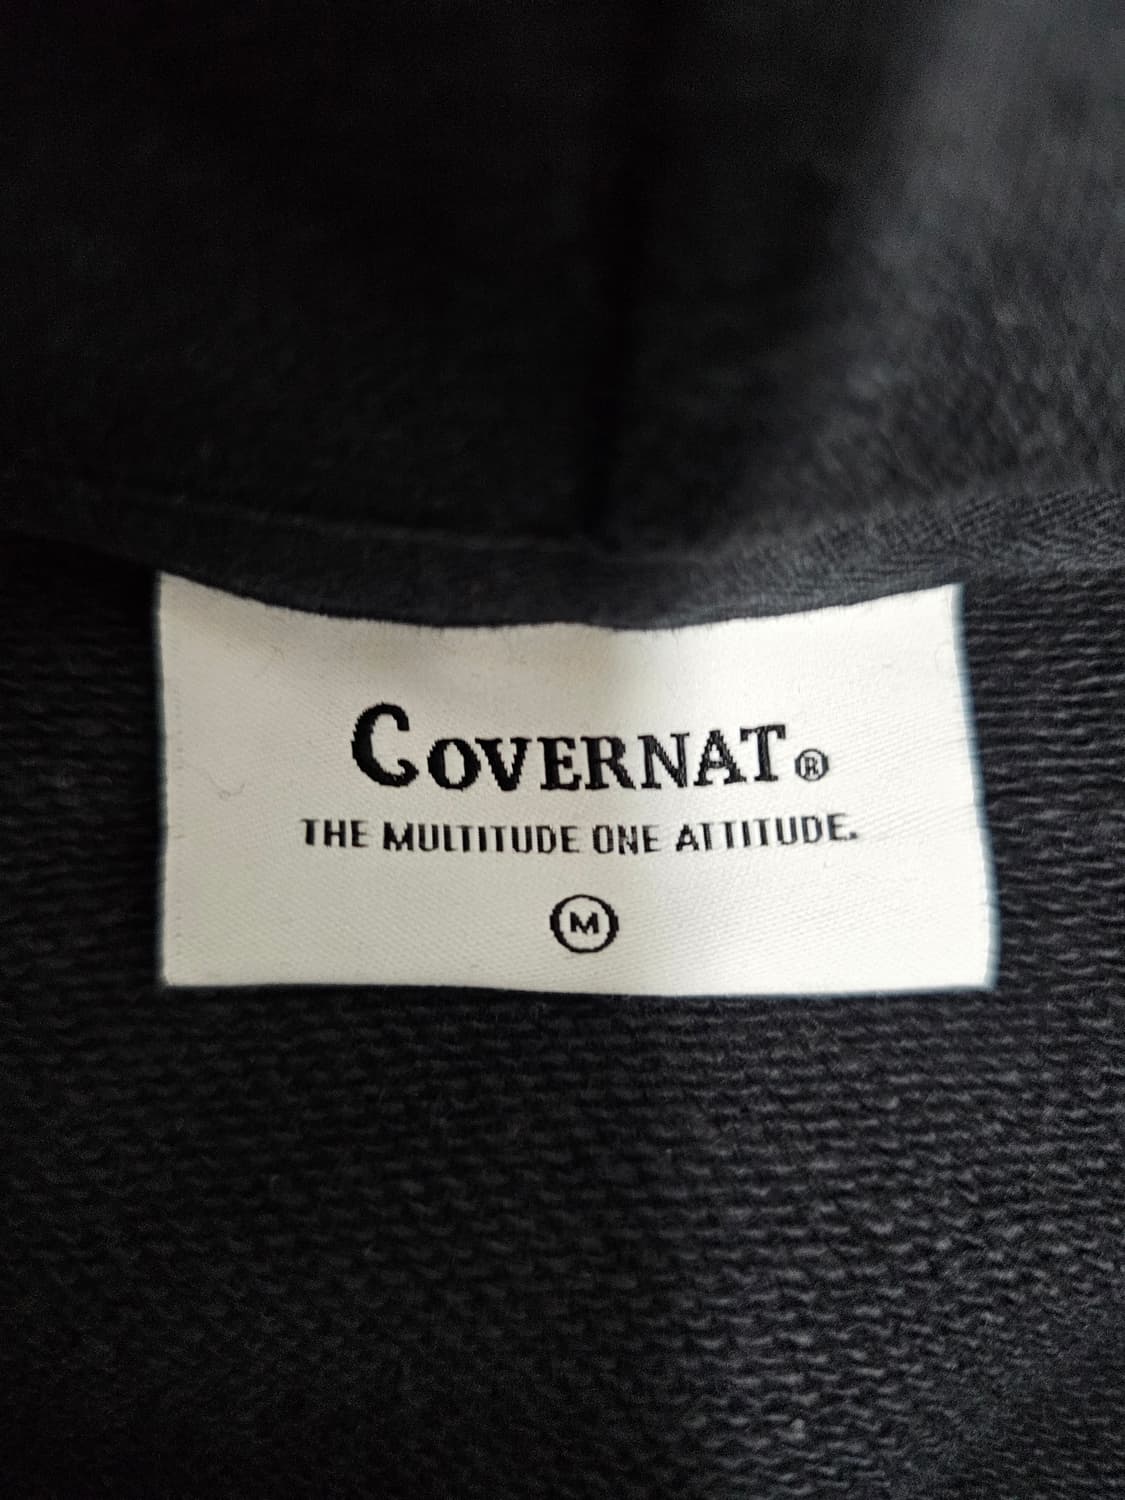 COVERNAT®
THE MULTITUDE ONE ATTITUDE.
M